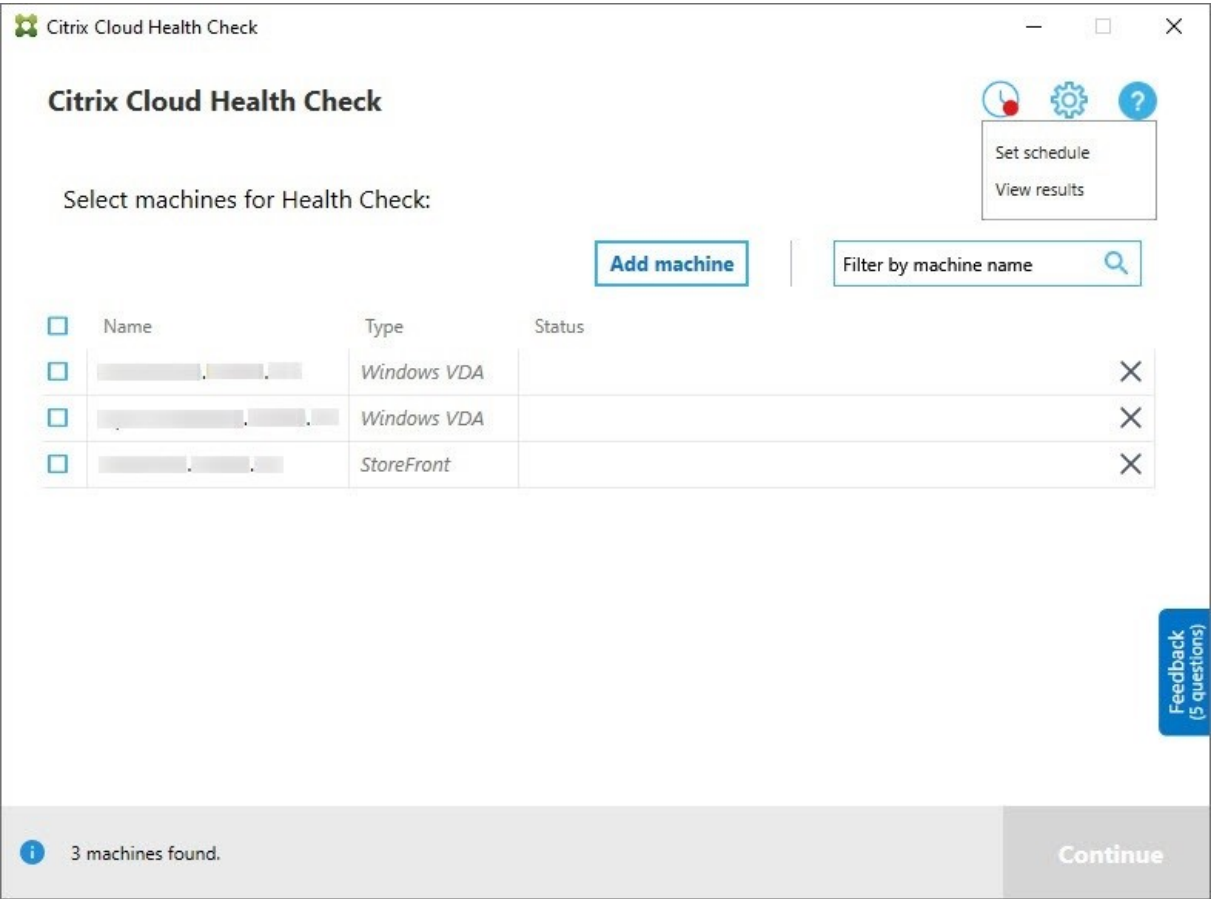 Citrix Cloud Health Check
Citrix Cloud Health Check
?
Set schedule
View results
Select machines for Health Check:
Add machine
Filter by machine name
Name Type Status
Windows VDA
Windows VDA
StoreFront
Feedback
(5 questions)
3 machines found.
Continue